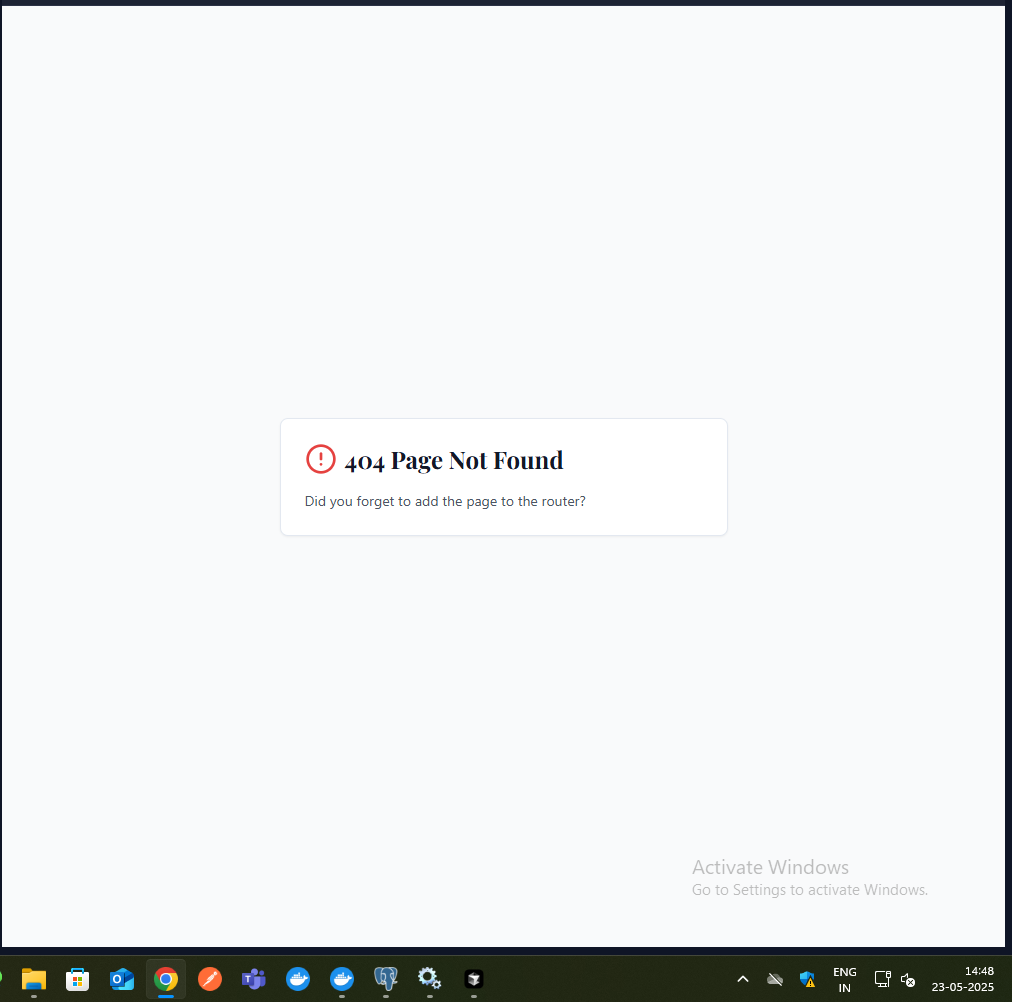 404 Page Not Found
Did you forget to add the page to the router?
Activate Windows
Go to Settings to activate Windows.
ENG
IN
14:48
23-05-2025